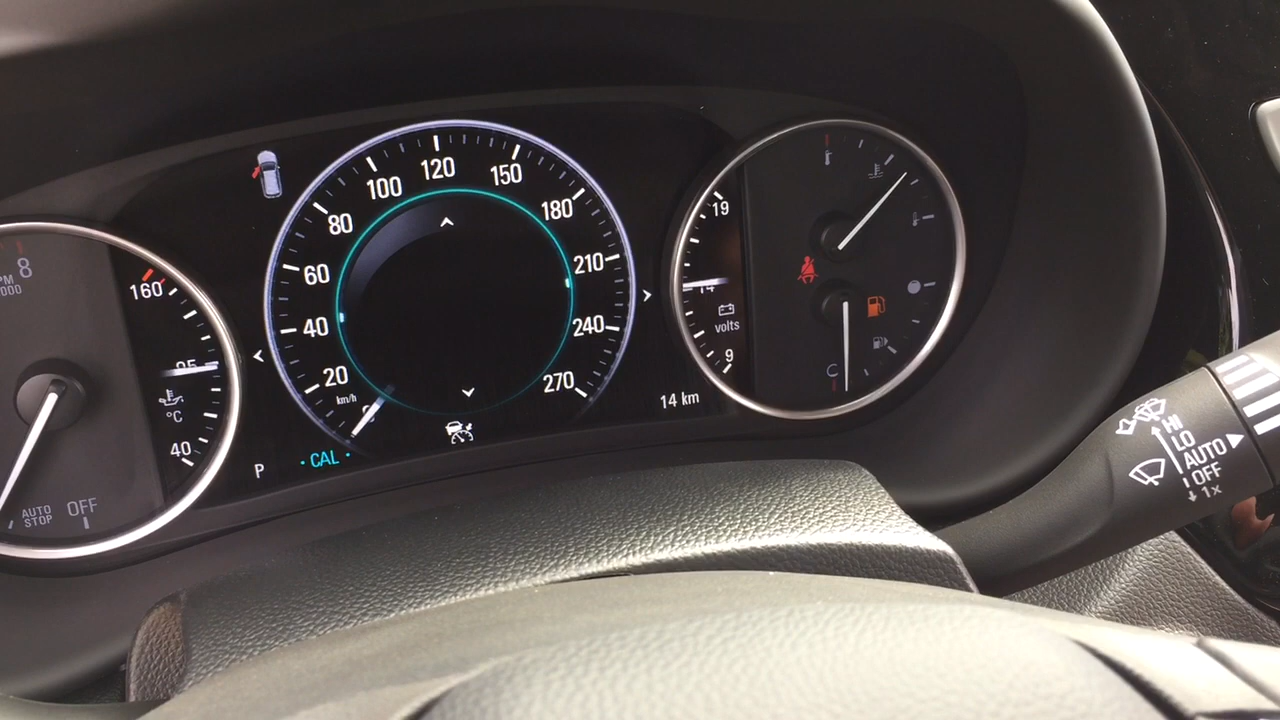 8
160
95
°C
40
AUTO
STOP
OFF
20
40
60
80
100
120
150
180
210
240
270
km/h
0
P
· CAL ·
14 km
19
14
volts
9
C
HI
LO
AUTO
OFF
1x